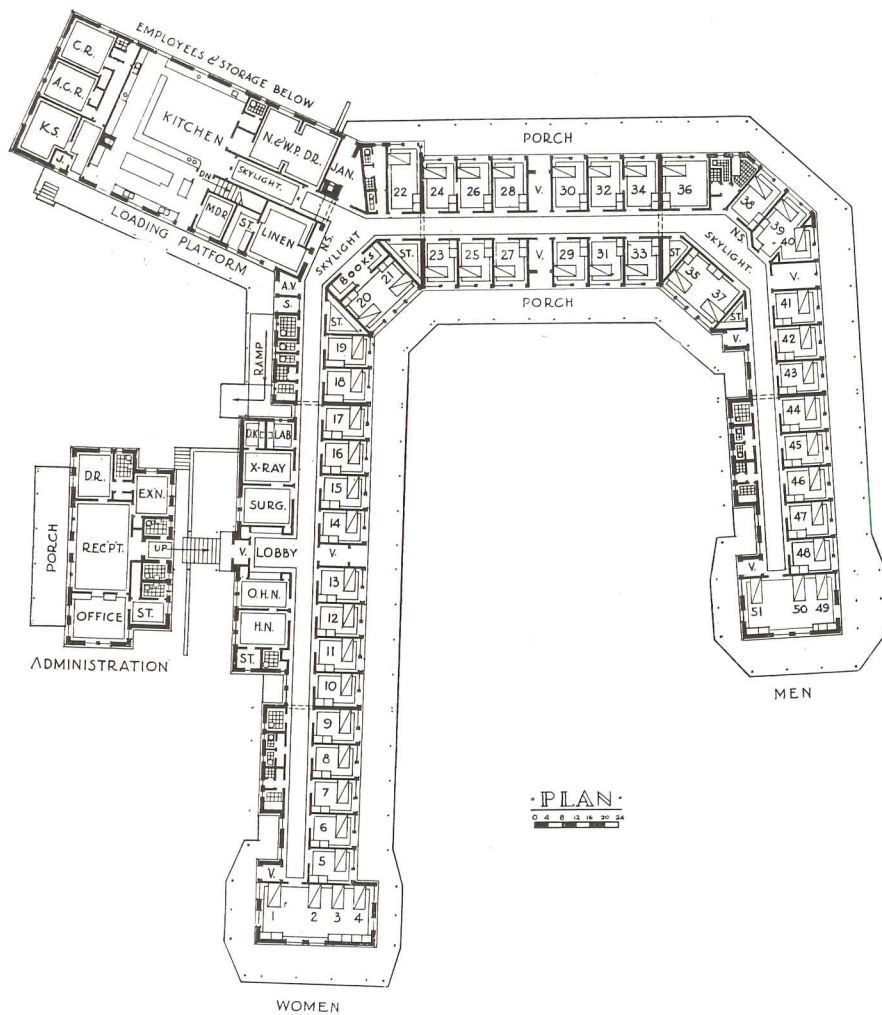 EMPLOYEES & STORAGE BELOW
C.R.
A.C.R.
K.S.
J.
KITCHEN
N.&W.P. D.R.
JAN.
SKYLIGHT.
DN
MDR
ST.
LINEN
N.S.
LOADING PLATFORM
SKYLIGHT
BOOKS
ST.
20
21
A.V.
S.
RAMP
PORCH
22
24
26
28
V.
30
32
34
36
23
25
27
V.
29
31
33
ST
35
37
ST.
V.
PORCH
SKYLIGHT.
N.S.
38
39
40
V.
41
42
43
44
45
46
47
48
V.
51
50
49
MEN
ST.
19
18
17
16
15
14
V.
13
12
11
10
9
8
7
6
5
D.K
LAB
X-RAY
SURG.
V.
LOBBY
O.H.N.
H.N.
ST.
D.R.
EX'N.
PORCH
RECP'T.
UP
OFFICE
ST.
ADMINISTRATION
V.
1
2
3
4
WOMEN
·PLAN·
0 4 8 12 16 20 24